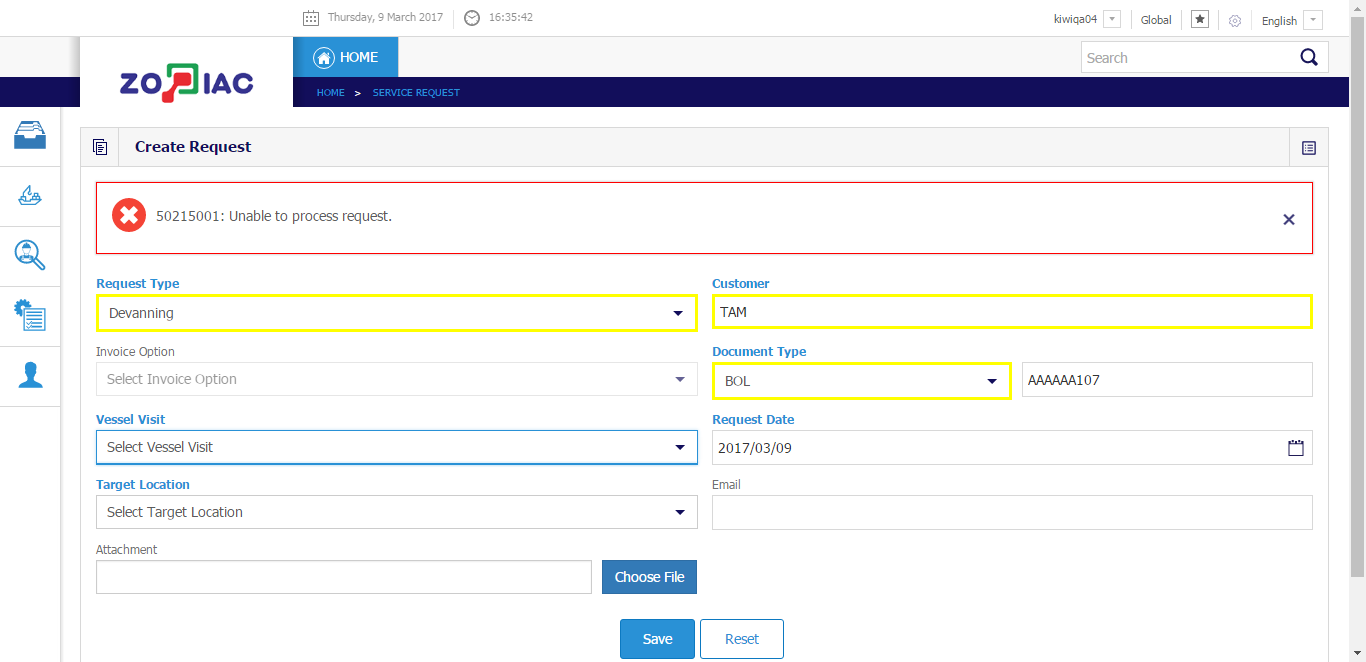 Thursday, 9 March 2017 16:35:42 kiwiqa04 Global English
ZODIAC HOME Search
HOME > SERVICE REQUEST
Create Request
50215001: Unable to process request.
Request Type Customer
Devanning TAM
Invoice Option Document Type
Select Invoice Option BOL AAAAAA107
Vessel Visit Request Date
Select Vessel Visit 2017/03/09
Target Location Email
Select Target Location
Attachment
Choose File
Save Reset